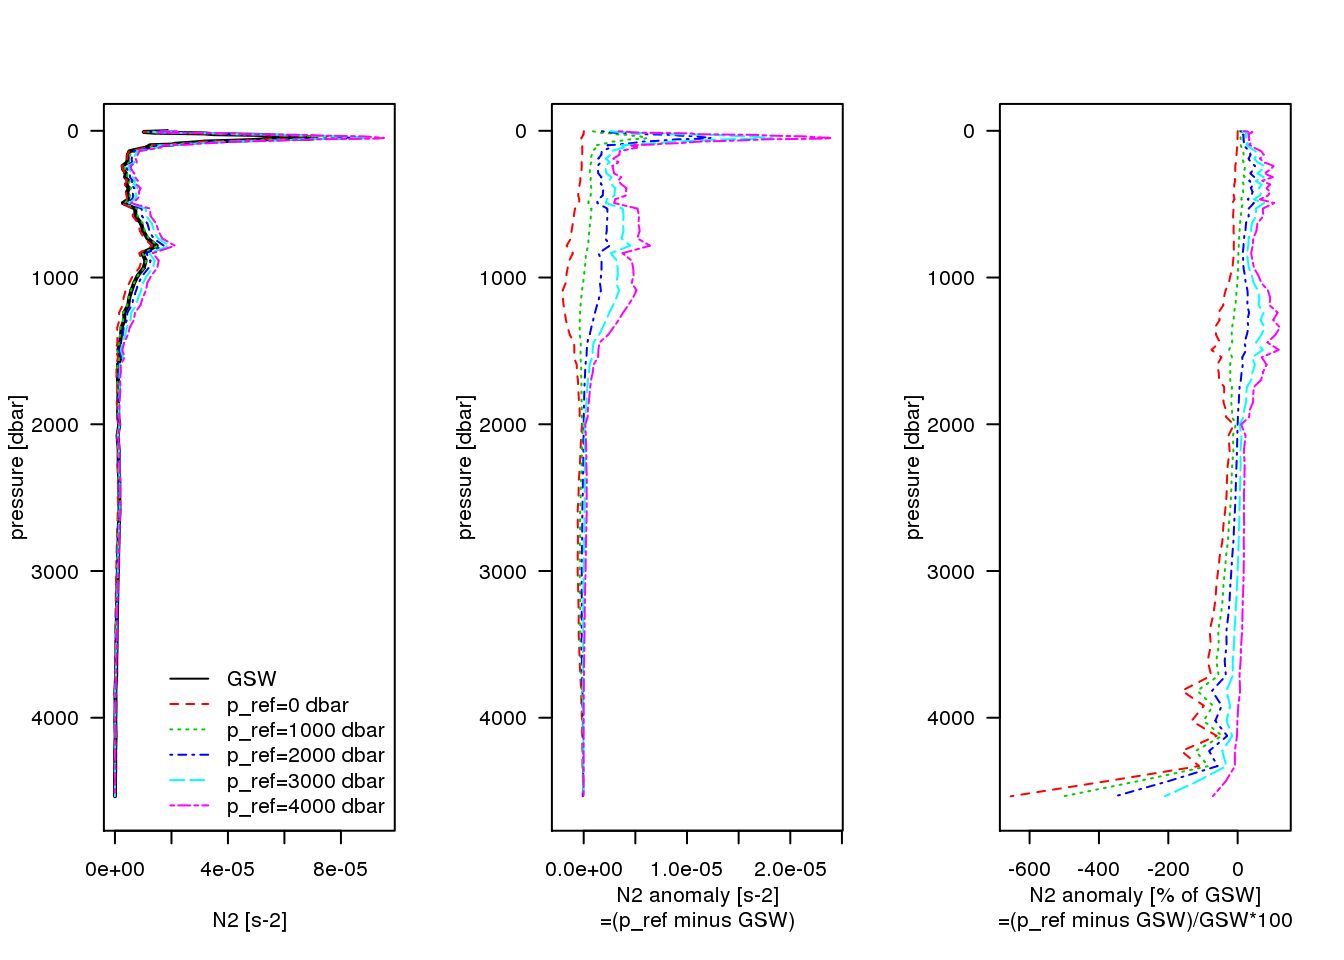 0
1000
2000
3000
4000
pressure [dbar]
GSW
p_ref=0 dbar
p_ref=1000 dbar
p_ref=2000 dbar
p_ref=3000 dbar
p_ref=4000 dbar
0e+00 4e-05 8e-05
N2 [s-2]
0
1000
2000
3000
4000
pressure [dbar]
0.0e+00 1.0e-05 2.0e-05
N2 anomaly [s-2]
=(p_ref minus GSW)
0
1000
2000
3000
4000
pressure [dbar]
-600 -400 -200 0
N2 anomaly [% of GSW]
=(p_ref minus GSW)/GSW*100